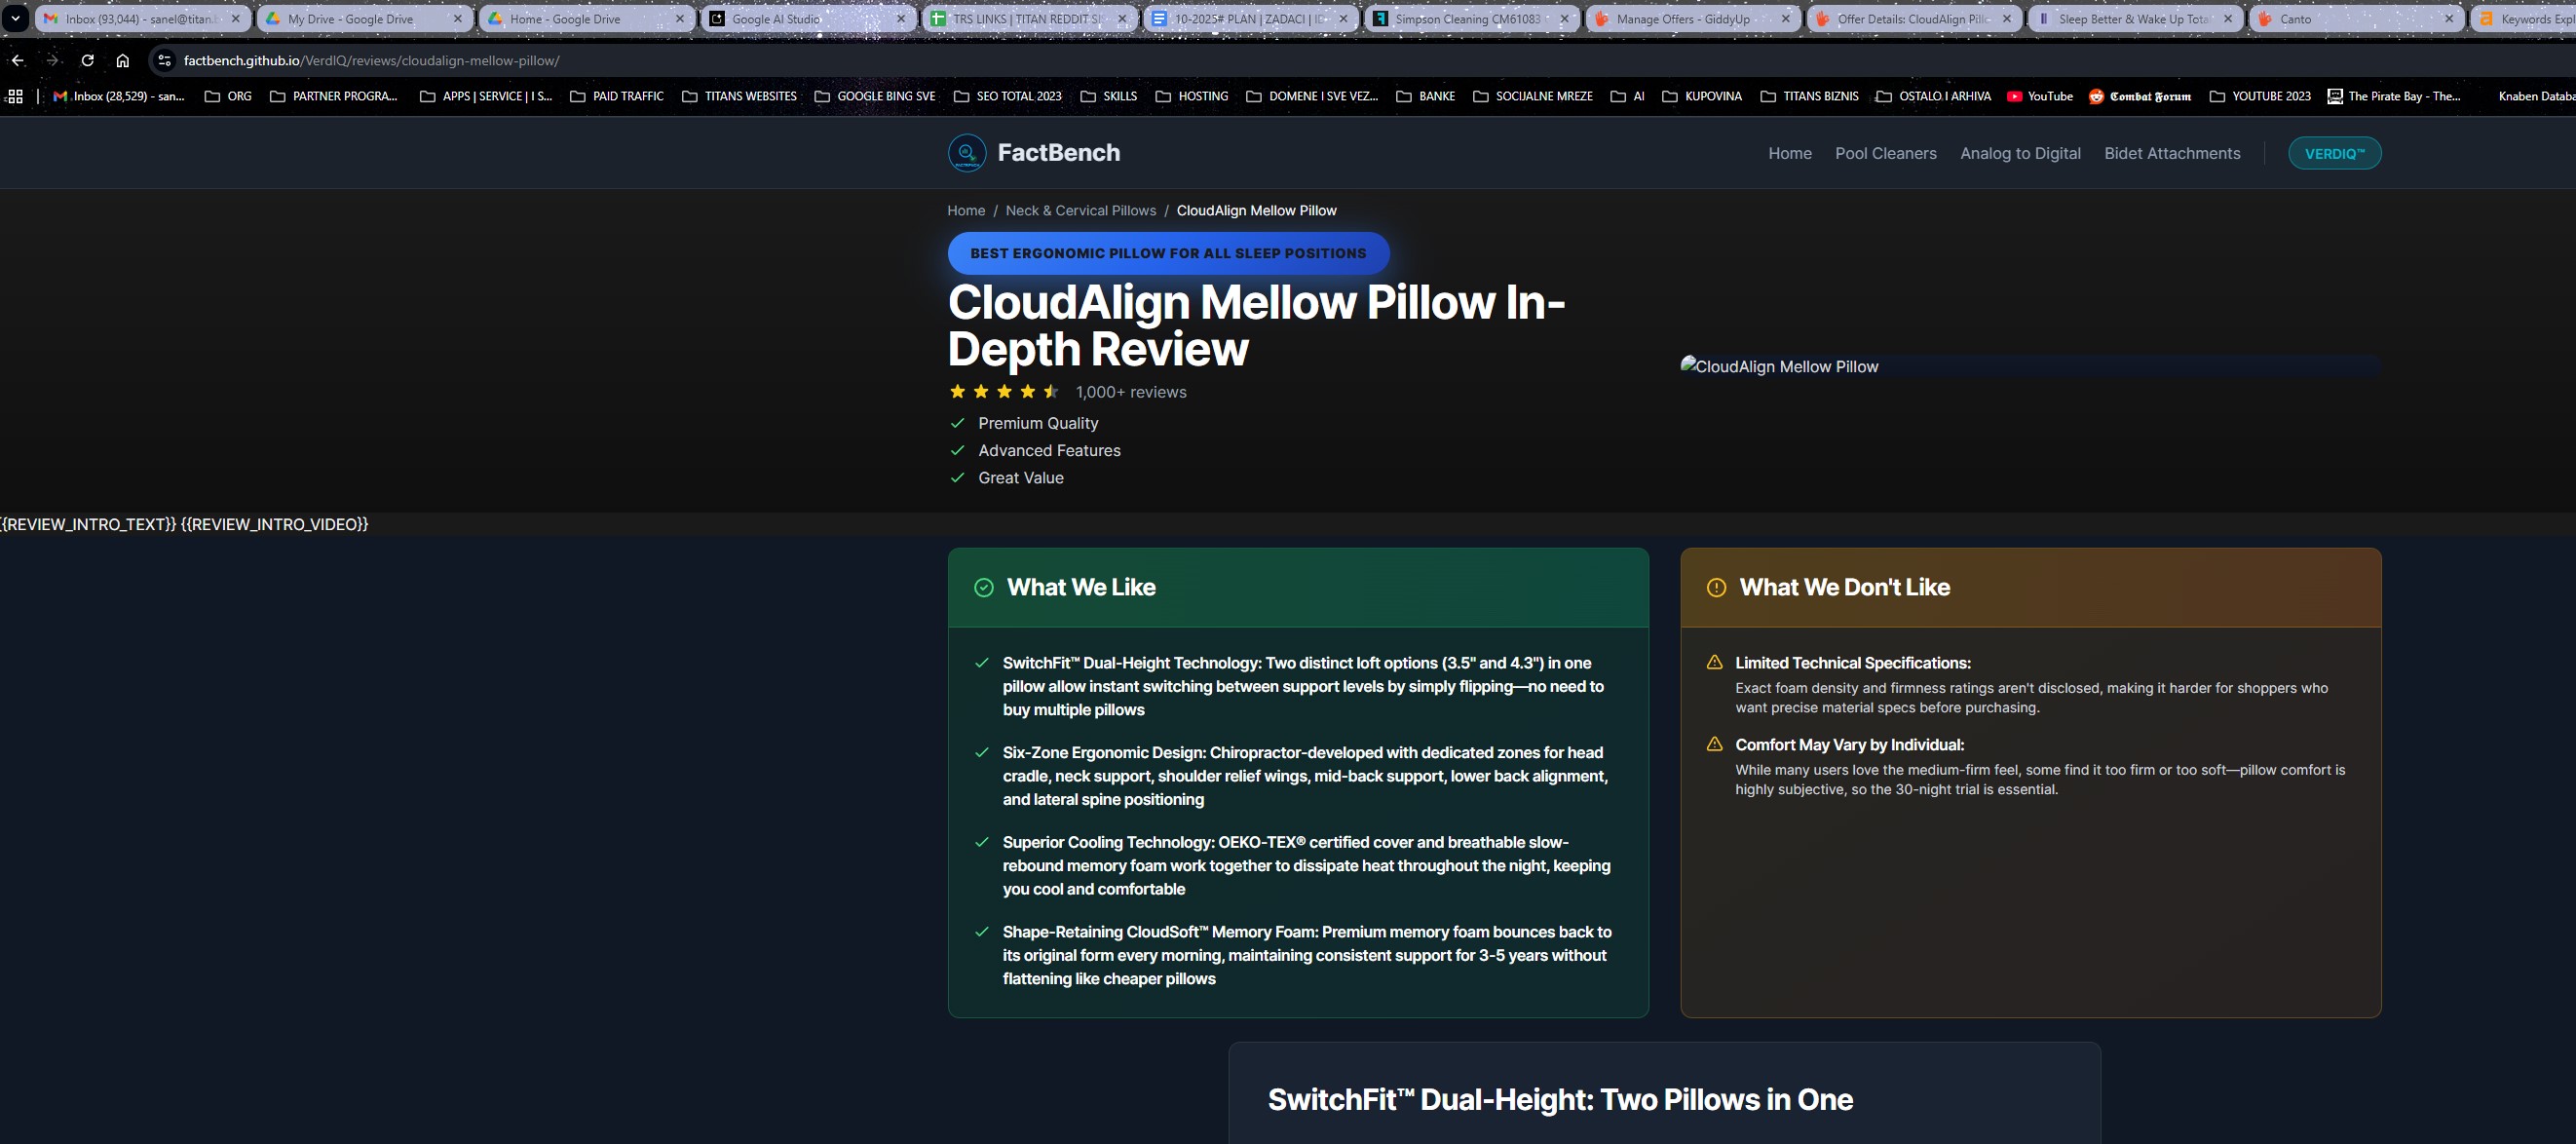 Inbox (93,044) - sanel@titan.
My Drive - Google Drive
Home - Google Drive
Google AI Studio
TRS LINKS | TITAN REDDIT SI
10-2025# PLAN | ZADACI | ID
Simpson Cleaning CM61083
Manage Offers - GiddyUp
Offer Details: CloudAlign Pill
Sleep Better & Wake Up Tota
Canto
Keywords Expl
factbench.github.io/VerdIQ/reviews/cloudalign-mellow-pillow/
Inbox (28,529) - san...
ORG
PARTNER PROGRA...
APPS | SERVICE | I S...
PAID TRAFFIC
TITANS WEBSITES
GOOGLE BING SVE
SEO TOTAL 2023
SKILLS
HOSTING
DOMENE I SVE VEZ...
BANKE
SOCIJALNE MREZE
AI
KUPOVINA
TITANS BIZNIS
OSTALO I ARHIVA
YouTube
Combat Forum
YOUTUBE 2023
The Pirate Bay - The...
Knaben Databa
FactBench
Home
Pool Cleaners
Analog to Digital
Bidet Attachments
VERDIQ™
Home / Neck & Cervical Pillows / CloudAlign Mellow Pillow
BEST ERGONOMIC PILLOW FOR ALL SLEEP POSITIONS
CloudAlign Mellow Pillow In-
Depth Review
1,000+ reviews
Premium Quality
Advanced Features
Great Value
CloudAlign Mellow Pillow
{{REVIEW_INTRO_TEXT}} {{REVIEW_INTRO_VIDEO}}
What We Like
SwitchFit™ Dual-Height Technology: Two distinct loft options (3.5" and 4.3") in one
pillow allow instant switching between support levels by simply flipping—no need to
buy multiple pillows
Six-Zone Ergonomic Design: Chiropractor-developed with dedicated zones for head
cradle, neck support, shoulder relief wings, mid-back support, lower back alignment,
and lateral spine positioning
Superior Cooling Technology: OEKO-TEX® certified cover and breathable slow-
rebound memory foam work together to dissipate heat throughout the night, keeping
you cool and comfortable
Shape-Retaining CloudSoft™ Memory Foam: Premium memory foam bounces back to
its original form every morning, maintaining consistent support for 3-5 years without
flattening like cheaper pillows
What We Don't Like
Limited Technical Specifications:
Exact foam density and firmness ratings aren't disclosed, making it harder for shoppers who
want precise material specs before purchasing.
Comfort May Vary by Individual:
While many users love the medium-firm feel, some find it too firm or too soft—pillow comfort is
highly subjective, so the 30-night trial is essential.
SwitchFit™ Dual-Height: Two Pillows in One